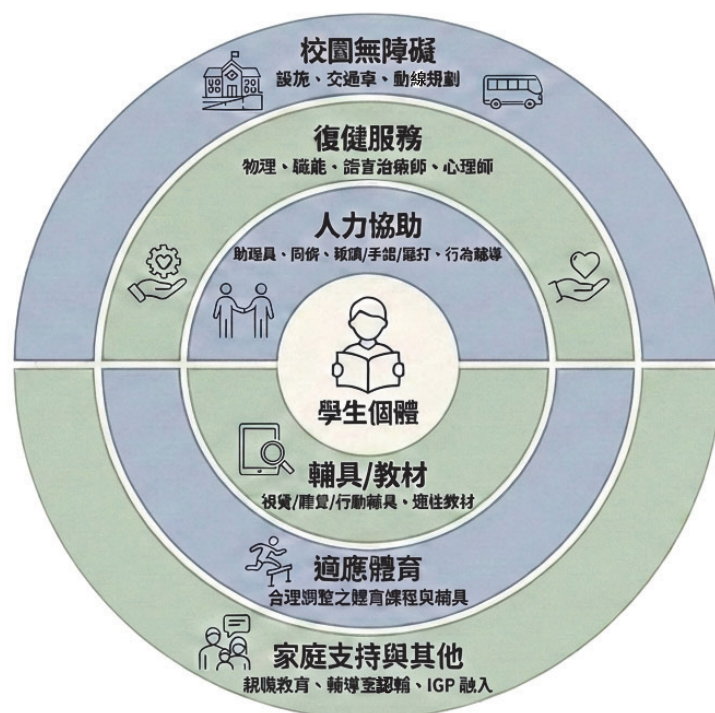 校園無障礙
設施、交通車、動線規劃
復健服務
物理、職能、語言治療師、心理師
人力協助
助理員、同儕、/手語/、行為輔導
學生個體
輔具/教材
視覺/聽覺/行動輔具、適性教材
適應體育
合理調整之體育課程與輔具
家庭支持與其他
親職教育、輔導室、IGP 融入